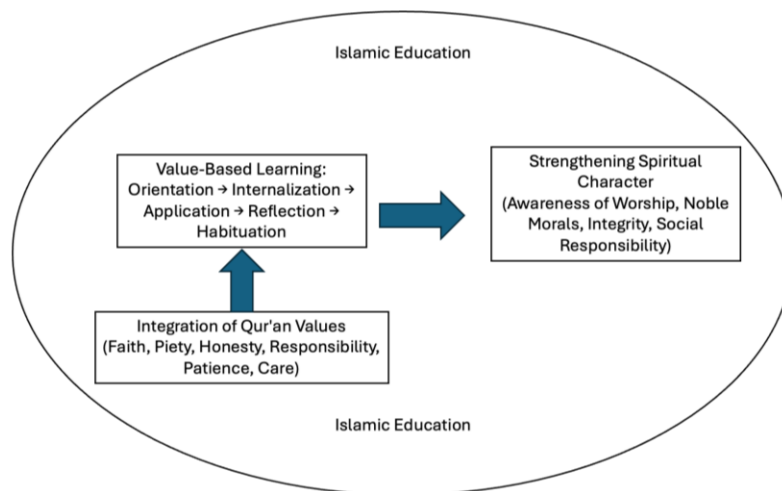 Islamic Education
Value-Based Learning:
Orientation → Internalization →
Application → Reflection →
Habituation
Strengthening Spiritual
Character
(Awareness of Worship, Noble
Morals, Integrity, Social
Responsibility)
Integration of Qur'an Values
(Faith, Piety, Honesty, Responsibility,
Patience, Care)
Islamic Education